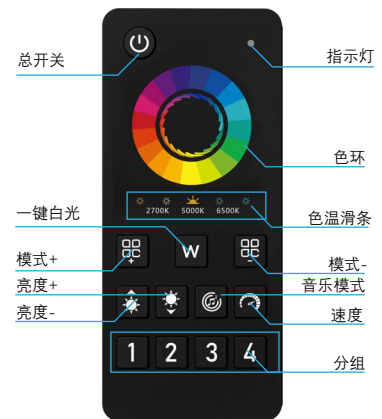 总开关
指示灯
色环
2700K 5000K 6500K
一键白光
色温滑条
W
模式+
模式-
亮度+
音乐模式
亮度-
速度
1 2 3 4
分组